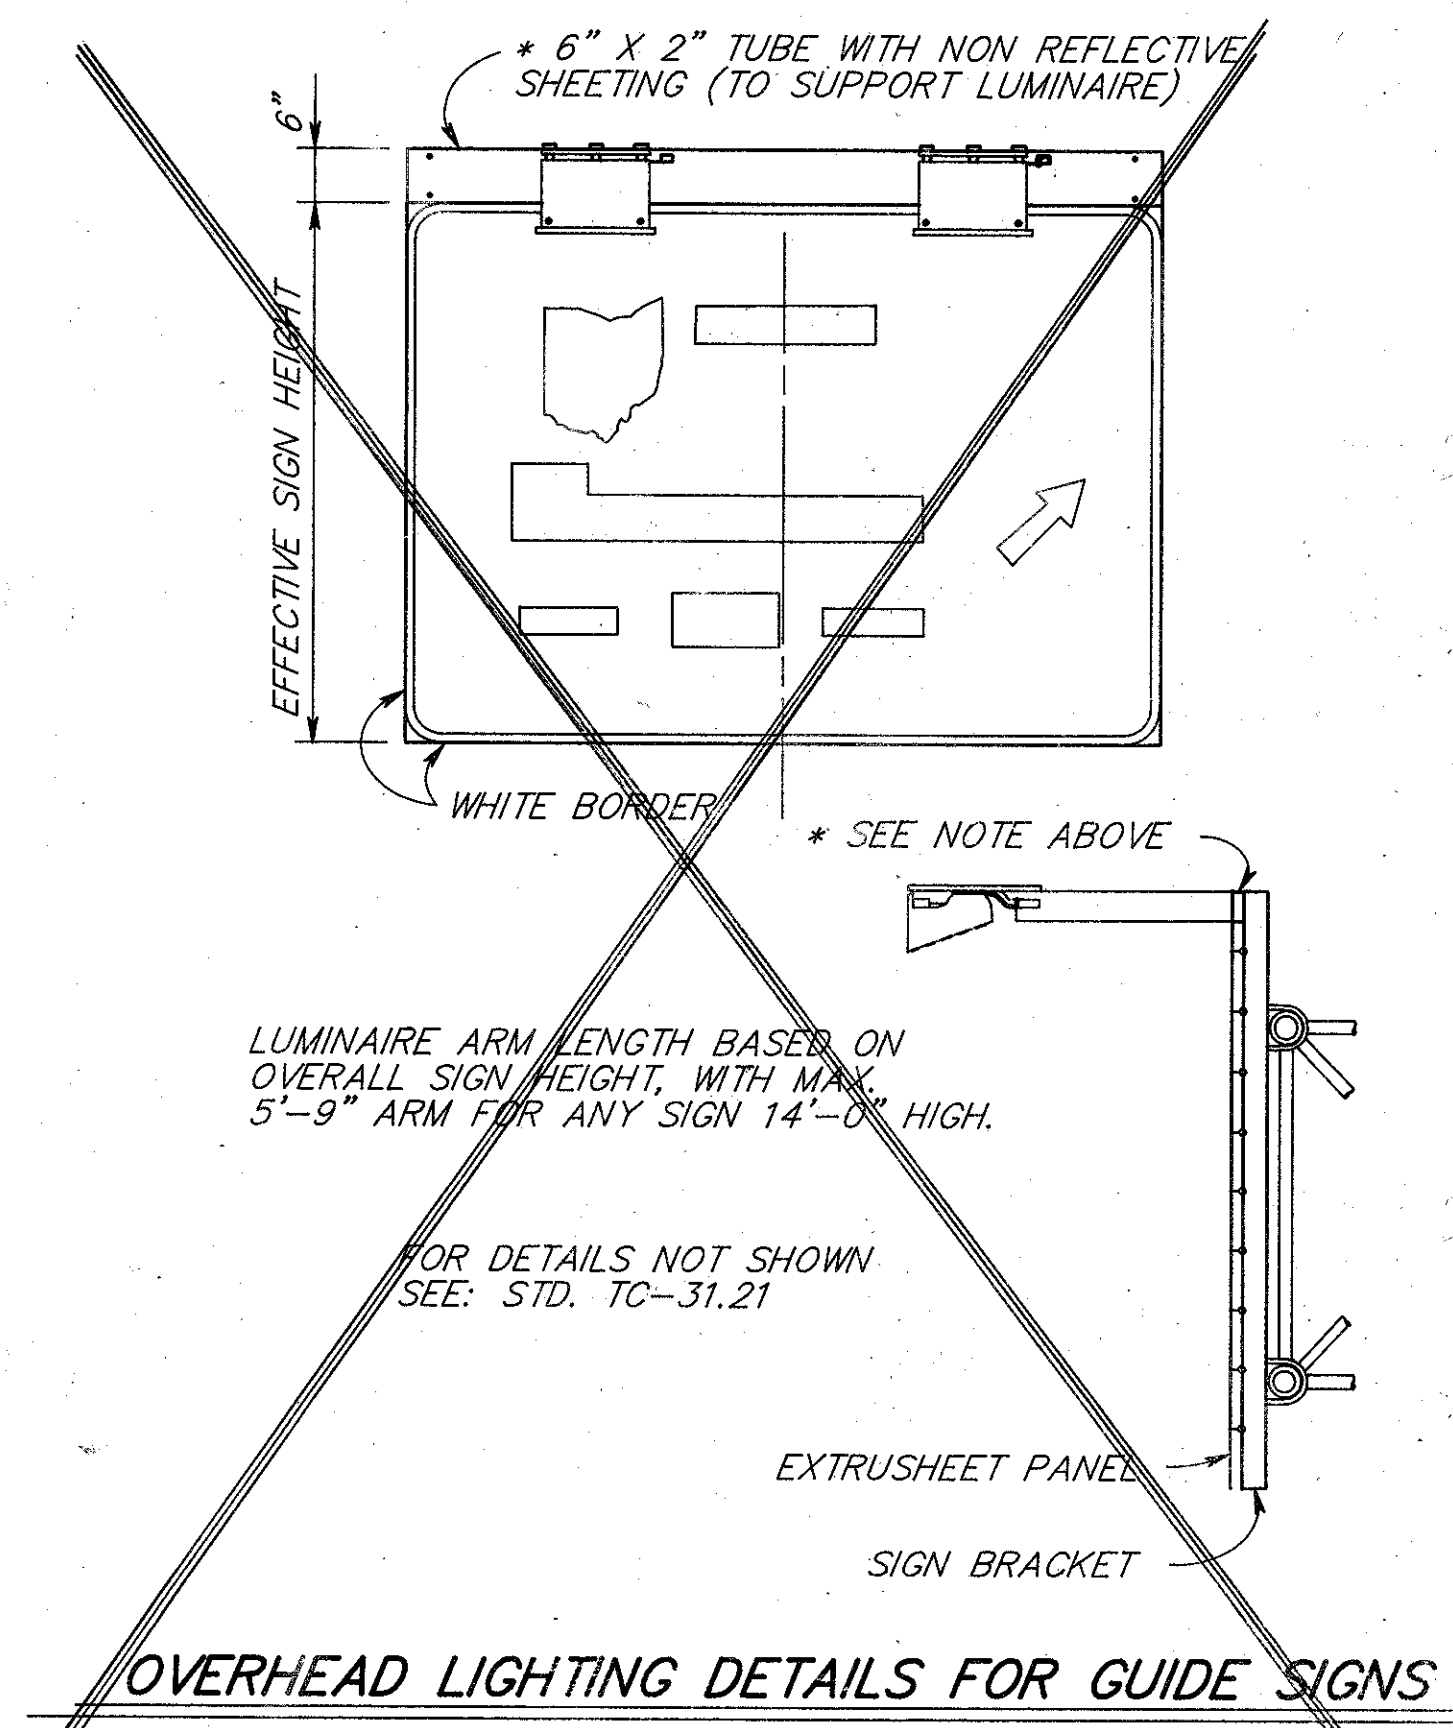 * 6" X 2" TUBE WITH NON REFLECTIVE
SHEETING (TO SUPPORT LUMINAIRE)
6"
EFFECTIVE SIGN HEIGHT
WHITE BORDER
* SEE NOTE ABOVE
LUMINAIRE ARM LENGTH BASED ON
OVERALL SIGN HEIGHT, WITH MAX.
5'-9" ARM FOR ANY SIGN 14'-0" HIGH.
FOR DETAILS NOT SHOWN
SEE: STD. TC-31.21
EXTRUSHEET PANEL
SIGN BRACKET
OVERHEAD LIGHTING DETAILS FOR GUIDE SIGNS